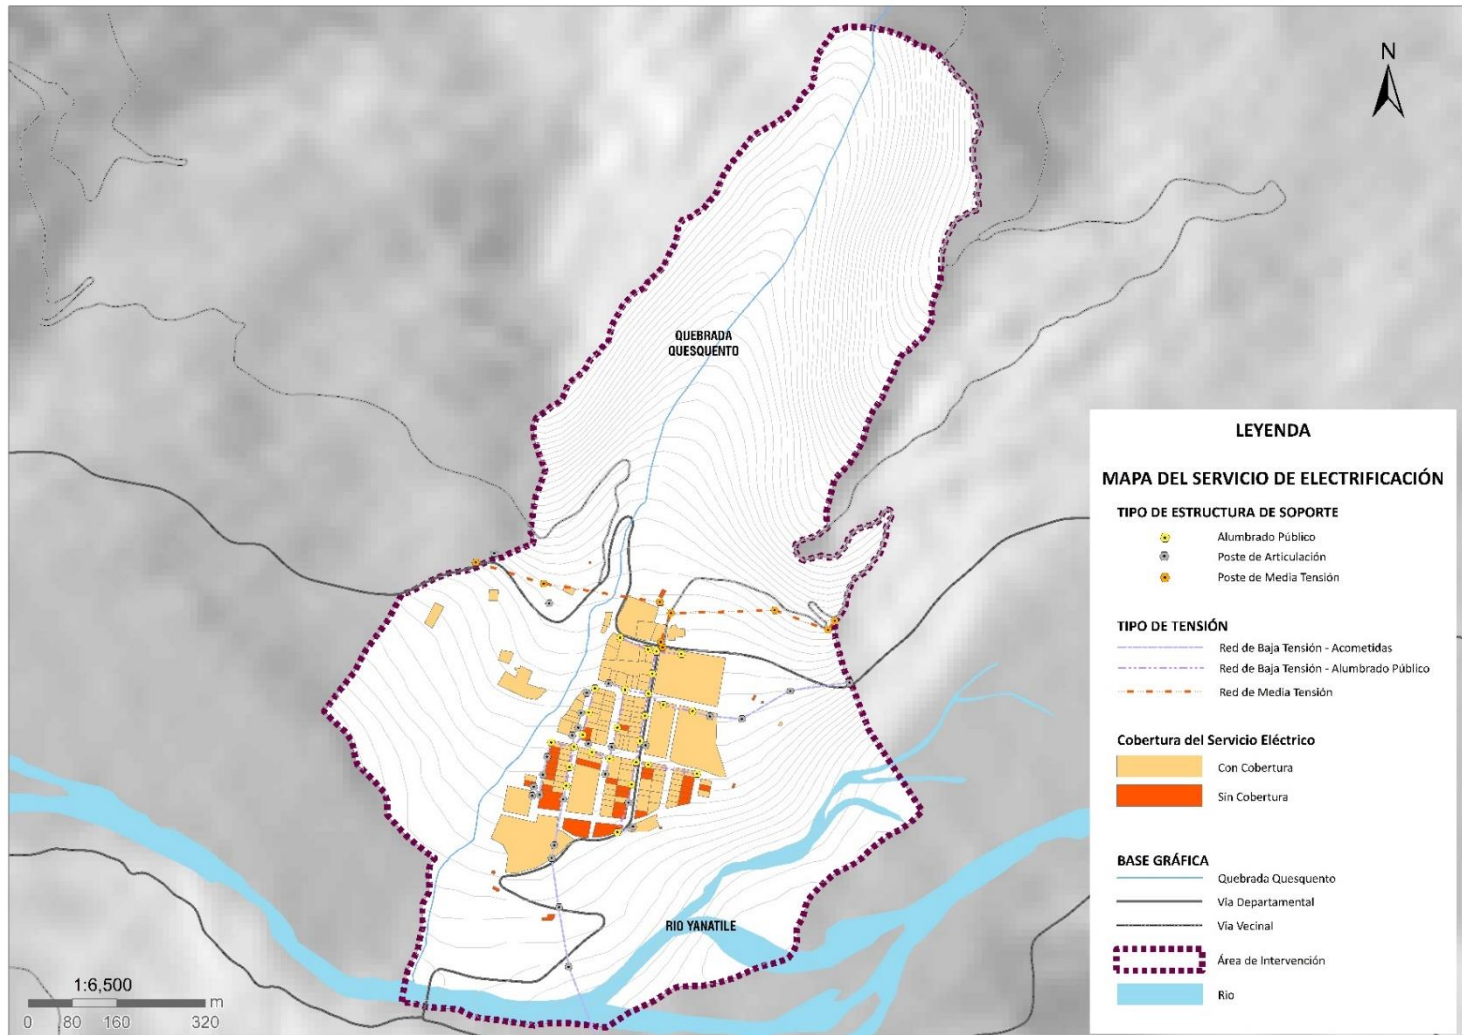 N
QUEBRADA
QUESQUENTO
RIO YANATILE
LEYENDA
MAPA DEL SERVICIO DE ELECTRIFICACIÓN
TIPO DE ESTRUCTURA DE SOPORTE
Alumbrado Público
Poste de Articulación
Poste de Media Tensión
TIPO DE TENSIÓN
Red de Baja Tensión - Acometidas
Red de Baja Tensión - Alumbrado Público
Red de Media Tensión
Cobertura del Servicio Eléctrico
Con Cobertura
Sin Cobertura
BASE GRÁFICA
Quebrada Quesquento
Vía Departamental
Vía Vecinal
Área de Intervención
Rio
1:6,500
m
0 80 160 320